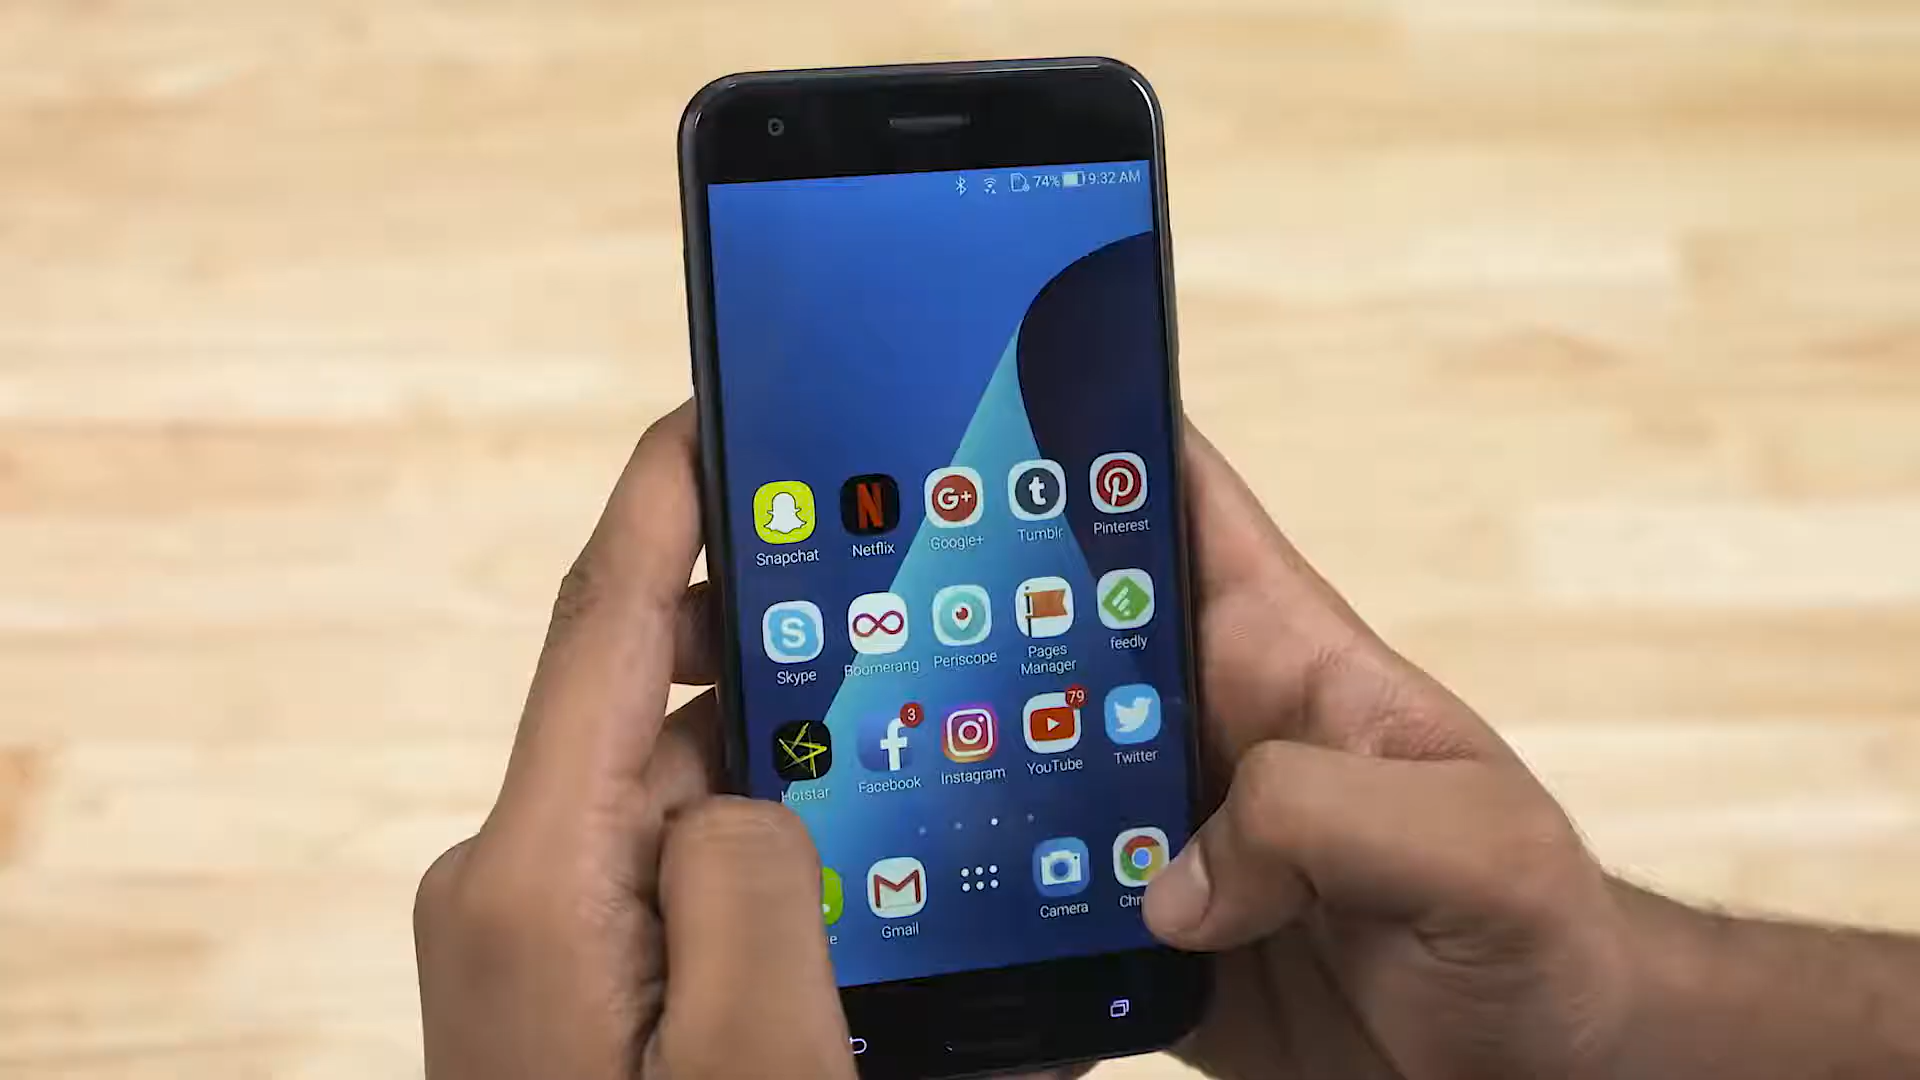 74% 9:32 AM
G+ t
Snapchat Netflix Google+ Tumblr Pinterest
S
Skype Boomerang Periscope Pages Manager feedly
3 79
Hotstar Facebook Instagram YouTube Twitter
Gmail Camera